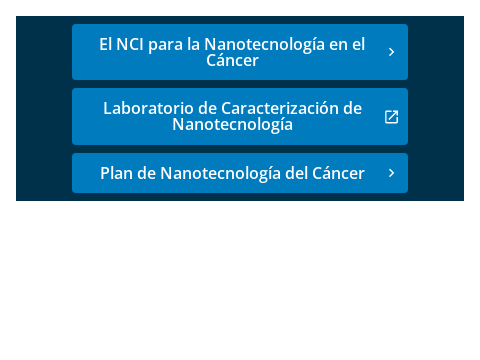 El NCI para la Nanotecnología en el
Cáncer
Laboratorio de Caracterización de
Nanotecnología
Plan de Nanotecnología del Cáncer